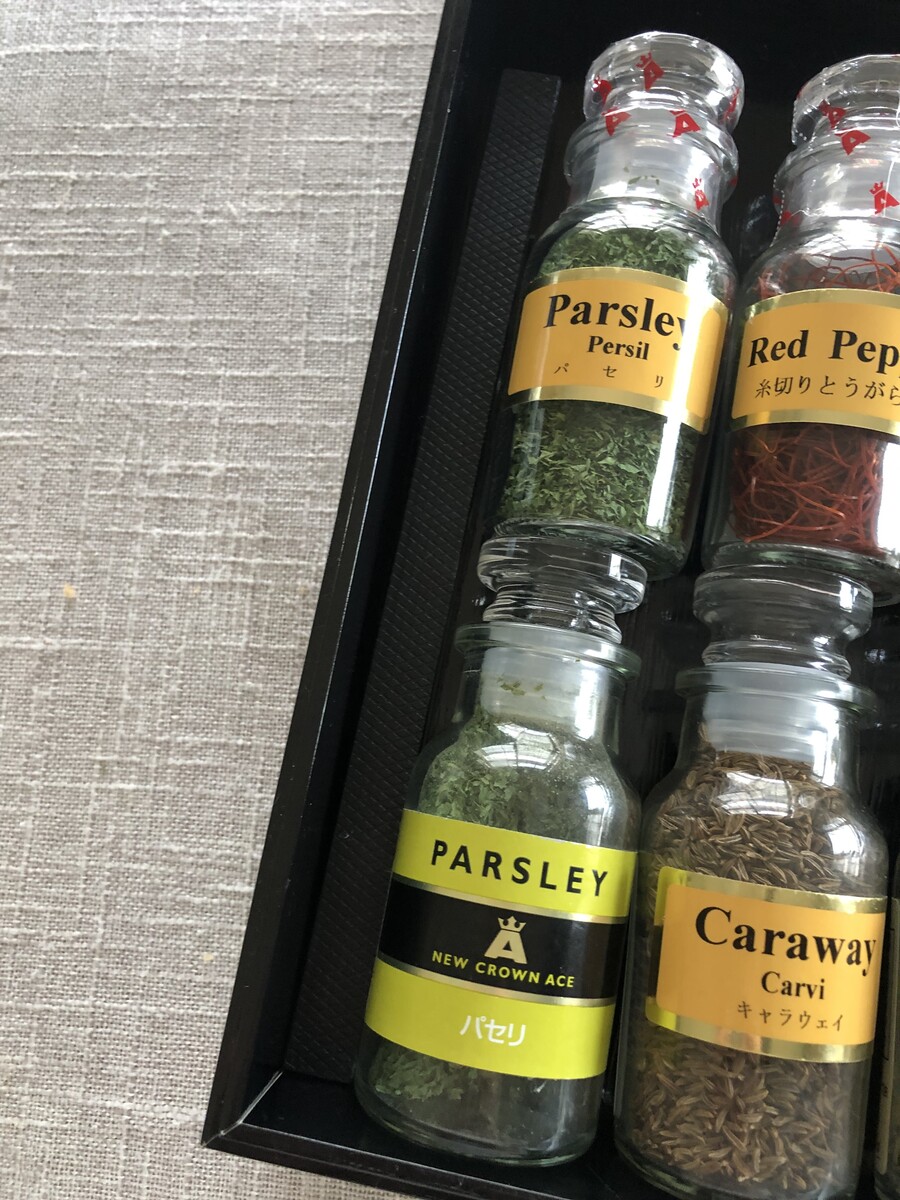 Parsley
Persil
パセリ
Red Pep
糸切りとうがら
PARSLEY
A
NEW CROWN ACE
パセリ
Caraway
Carvi
キャラウェイ